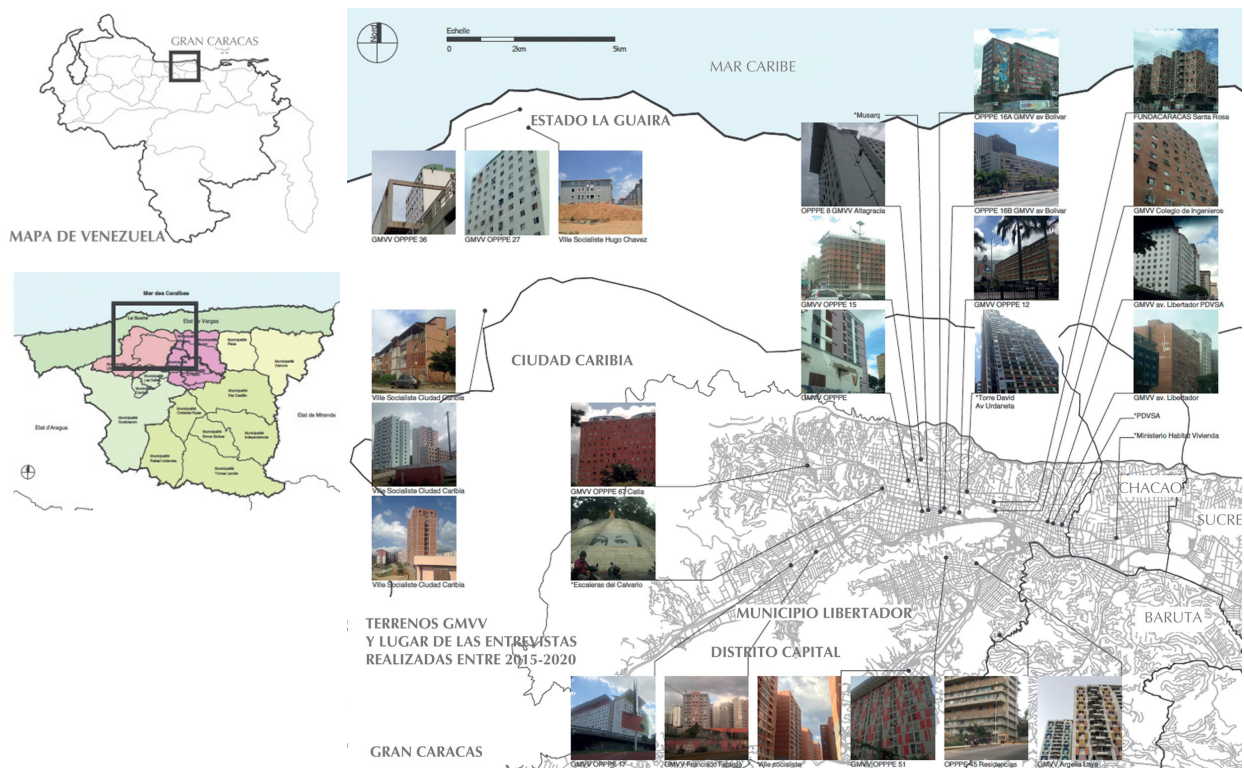 GRAN CARACAS
MAPA DE VENEZUELA
Mer des Caraïbes
La Guaira
Etat de Vargas
Etat de Miranda
Etat d'Aragua
Nord
Echelle
0 2km 5km
MAR CARIBE
ESTADO LA GUAIRA
GMVV OPPPE 36
GMVV OPPPE 27
Ville Socialiste Hugo Chavez
*Musarq
OPPPE 16A GMVV av Bolivar
FUNDACARACAS Santa Rosa
OPPPE 8 GMVV Altagracia
OPPPE 16B GMVV av Bolivar
GMVV Colegio de Ingenieros
GMVV OPPPE 15
GMVV OPPPE 12
GMVV av. Libertador PDVSA
CIUDAD CARIBIA
Ville Socialiste Ciudad Caribia
GMVV OPPPE
*Torre David
Av Urdaneta
GMVV av. Libertador
*PDVSA
*Ministerio Habitat Vivienda
Ville Socialiste Ciudad Caribia
GMVV OPPPE 67 Catia
CHACAO
SUCRE
Ville Socialiste Ciudad Caribia
*Escaleras del Calvario
MUNICIPIO LIBERTADOR
BARUTA
DISTRITO CAPITAL
TERRENOS GMVV
Y LUGAR DE LAS ENTREVISTAS
REALIZADAS ENTRE 2015-2020
GRAN CARACAS
GMVV OPPPE 17
GMVV Francisco
Ville socialiste
GMVV OPPPE 51
OPPPE 45 Residencias
GMVV Argelia Laya